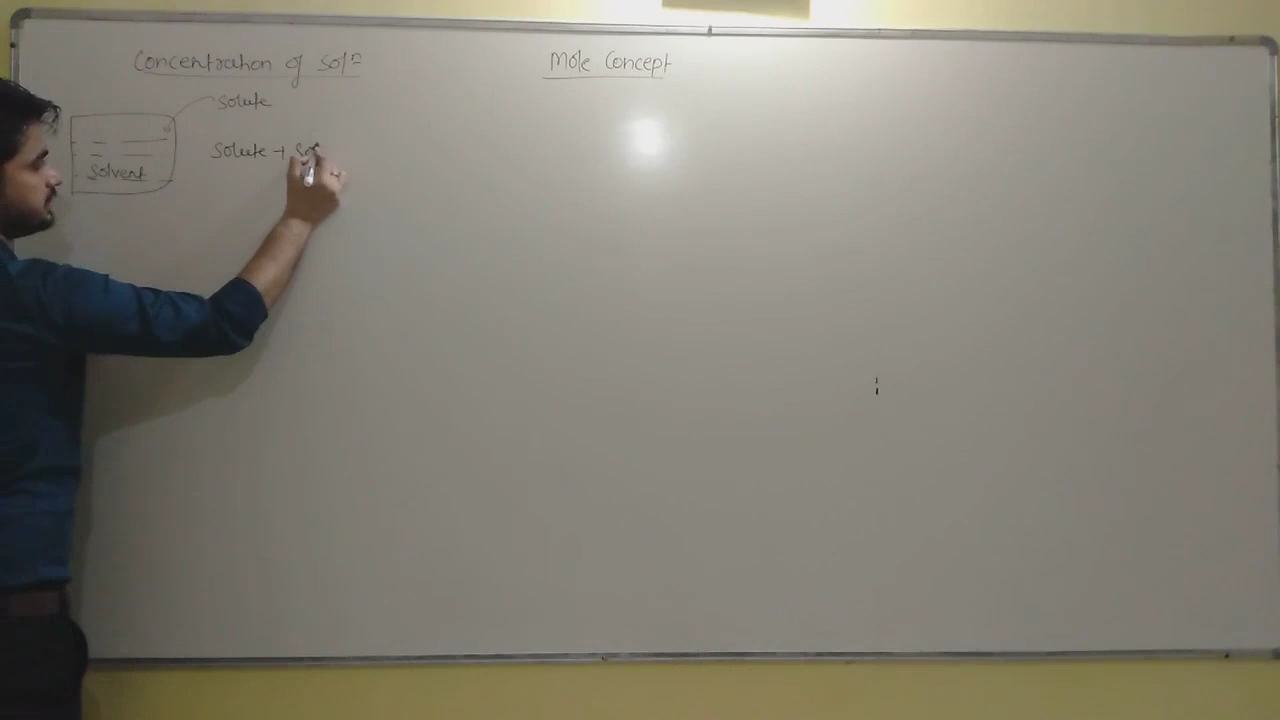 Concentration of solⁿ
Mole Concept
Solute
Solvent
Solute +